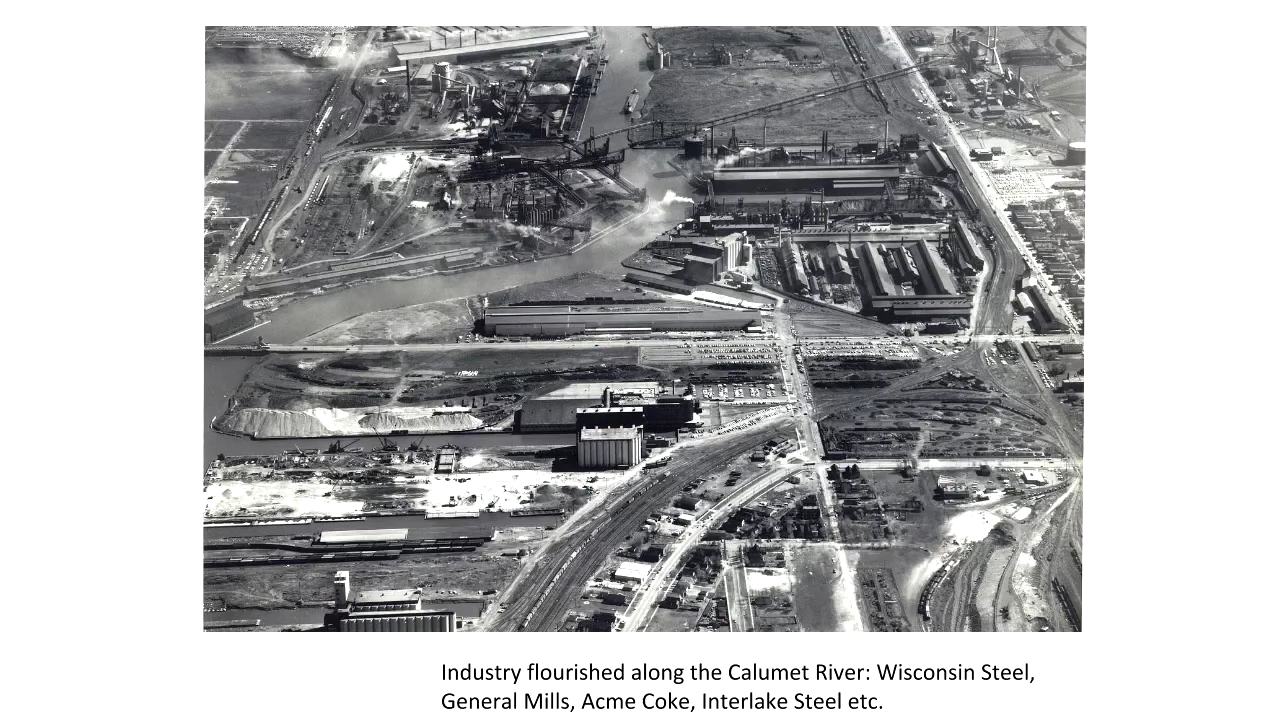 Industry flourished along the Calumet River: Wisconsin Steel,
General Mills, Acme Coke, Interlake Steel etc.